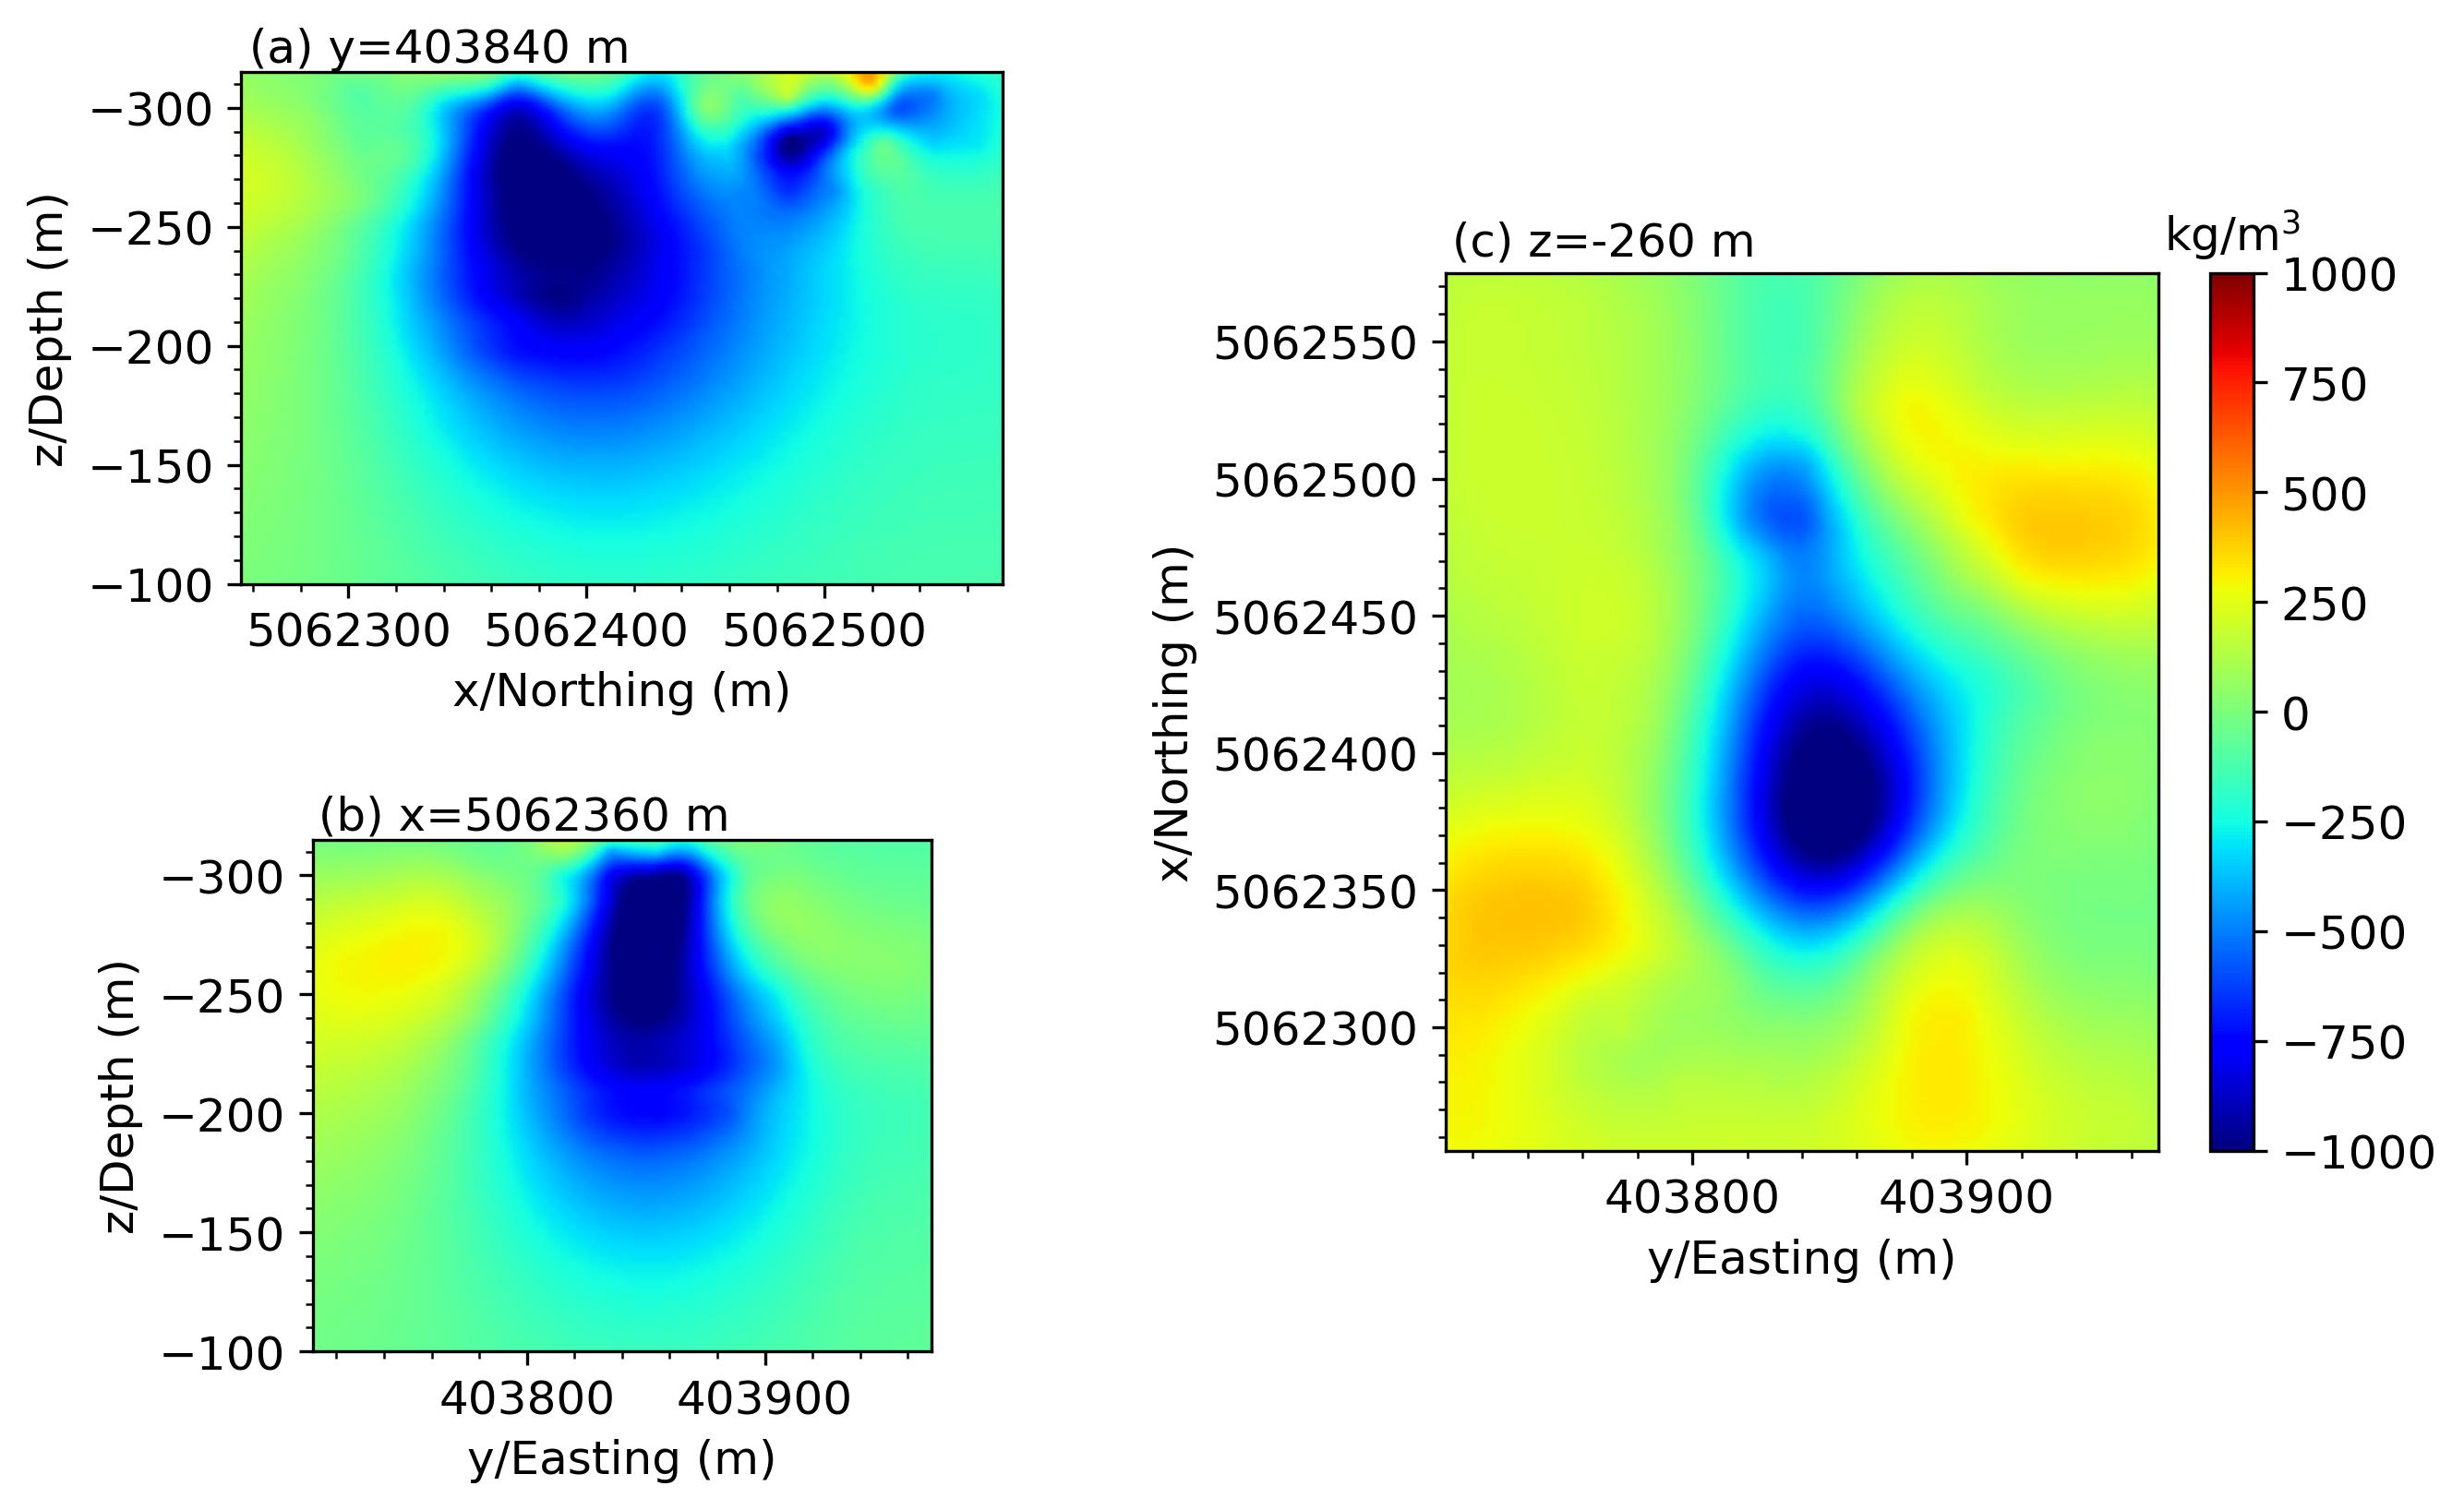 (a) y=403840 m
−300
−250
−200
−150
−100
z/Depth (m)
5062300 5062400 5062500
x/Northing (m)
(b) x=5062360 m
−300
−250
−200
−150
−100
z/Depth (m)
403800 403900
y/Easting (m)
(c) z=-260 m
5062550
5062500
5062450
5062400
5062350
5062300
x/Northing (m)
403800 403900
y/Easting (m)
kg/m³
1000
750
500
250
0
−250
−500
−750
−1000